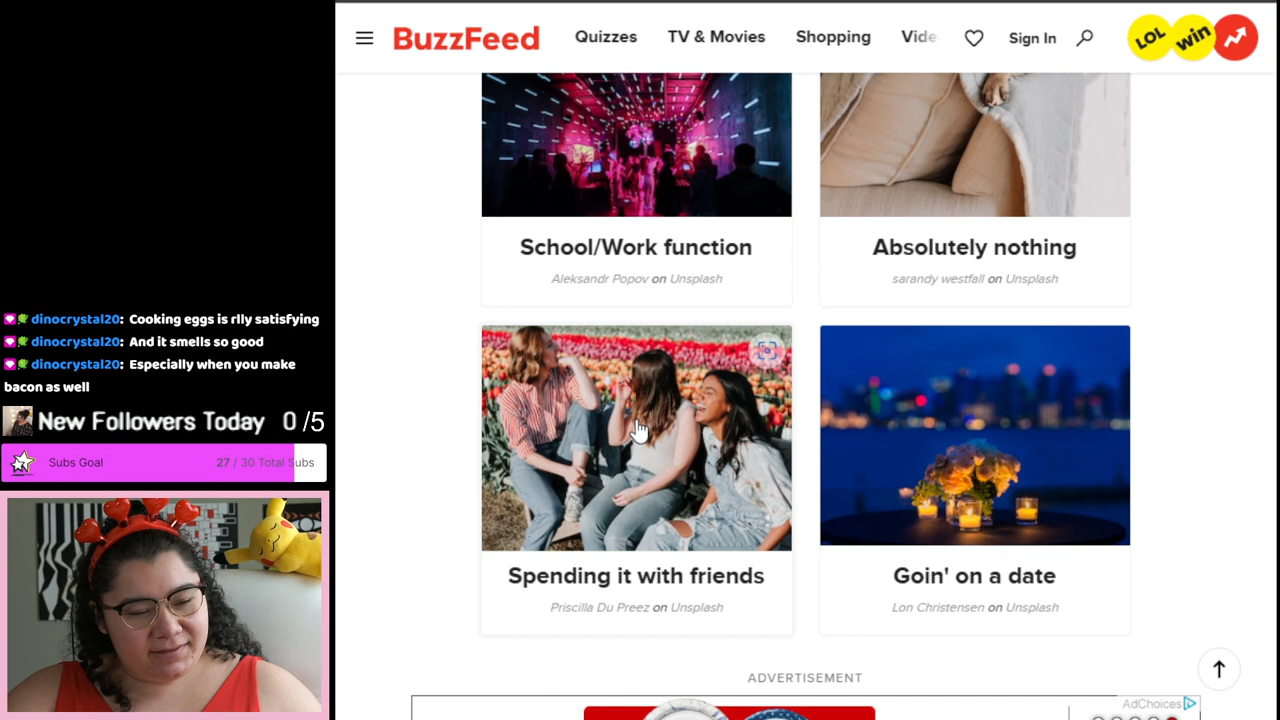 BuzzFeed
Quizzes
TV & Movies
Shopping
Vide
Sign In
LOL
win
School/Work function
Aleksandr Popov on Unsplash
Absolutely nothing
sarandy westfall on Unsplash
dinocrystal20: Cooking eggs is rlly satisfying
dinocrystal20: And it smells so good
dinocrystal20: Especially when you make
bacon as well
New Followers Today 0 /5
Subs Goal 27 / 30 Total Subs
Spending it with friends
Priscilla Du Preez on Unsplash
Goin' on a date
Lon Christensen on Unsplash
ADVERTISEMENT
AdChoices